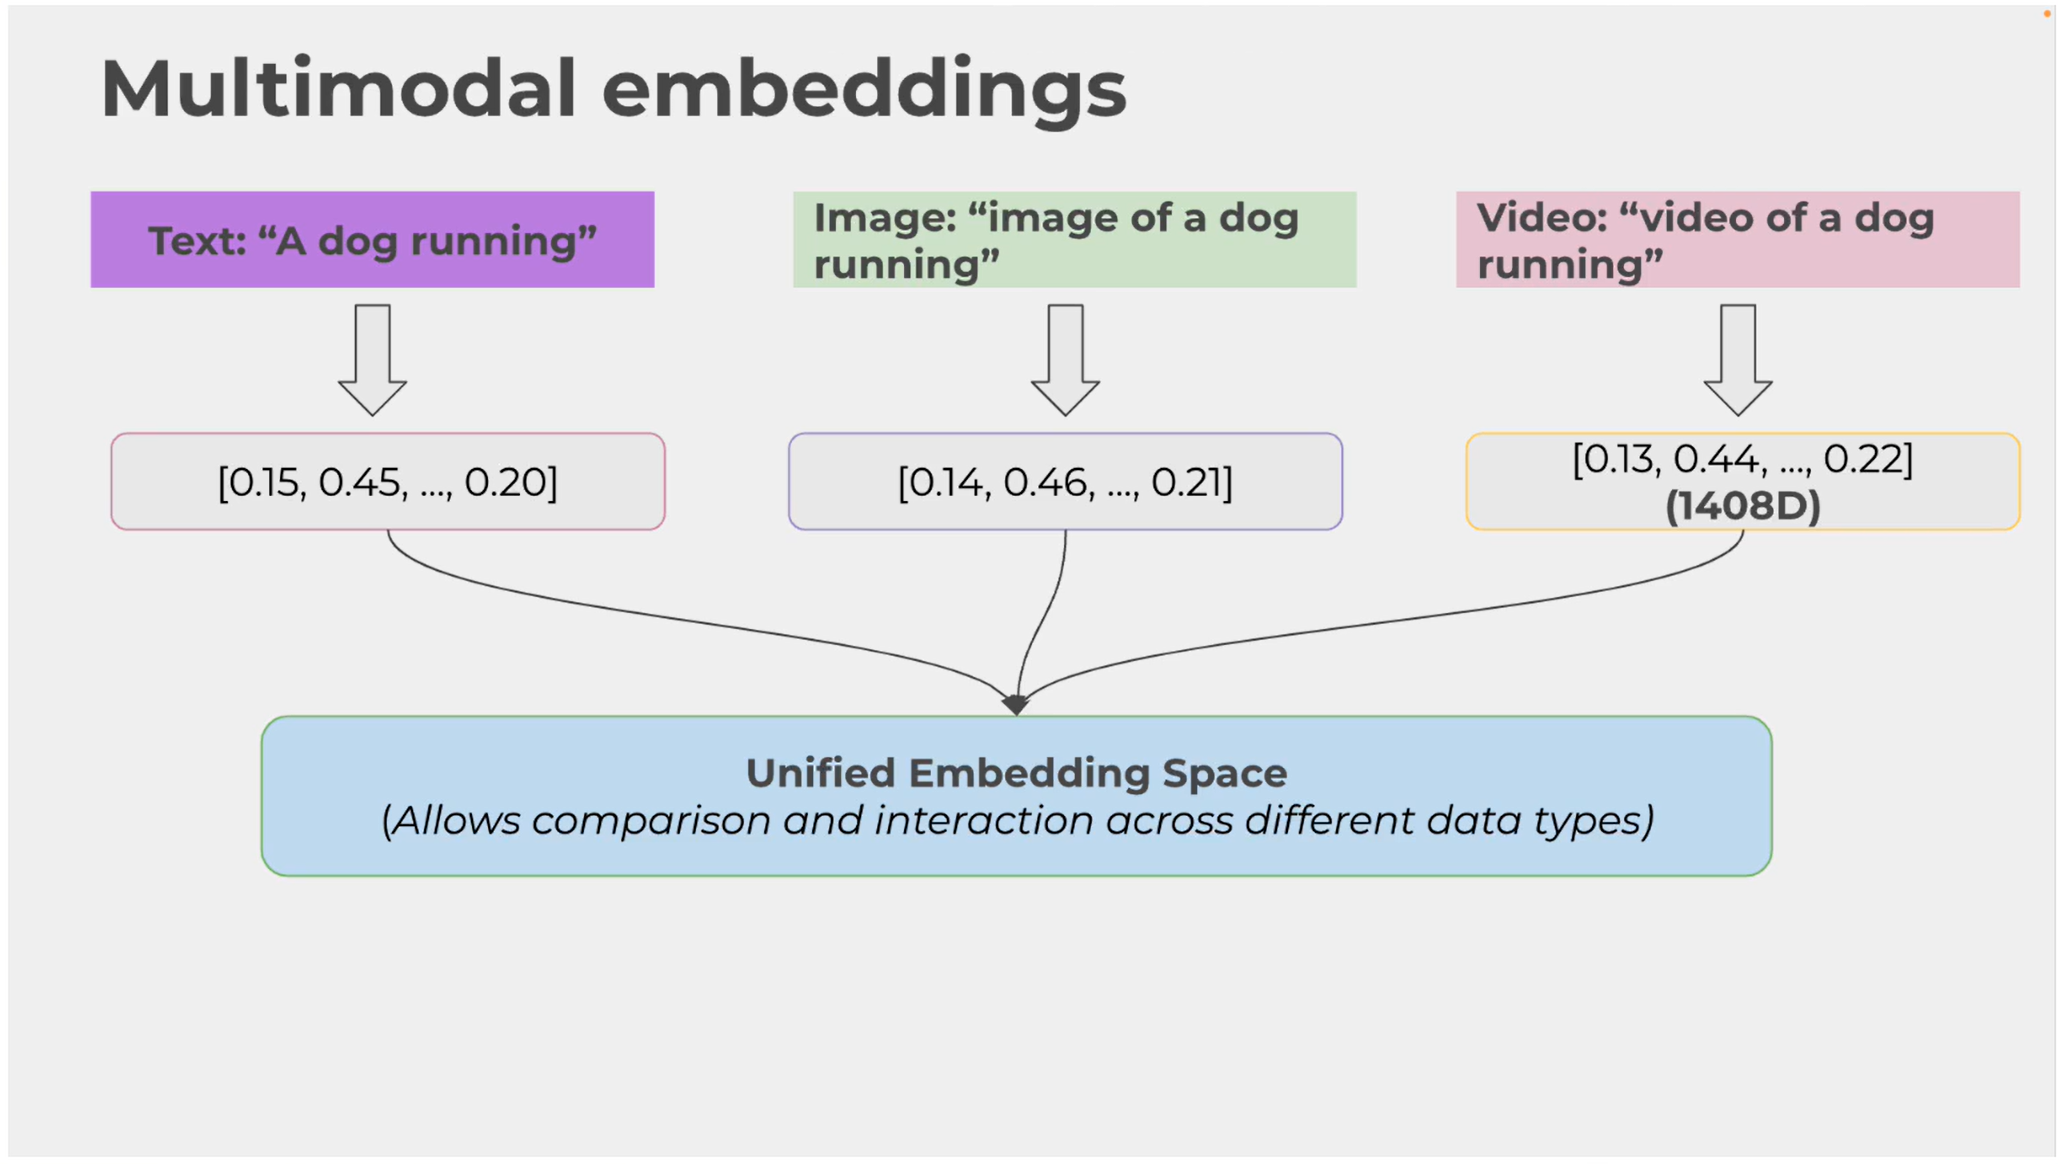 Multimodal embeddings
Text: “A dog running”
Image: “image of a dog
running”
Video: “video of a dog
running”
[0.15, 0.45, ..., 0.20]
[0.14, 0.46, ..., 0.21]
[0.13, 0.44, ..., 0.22]
(1408D)
Unified Embedding Space
(Allows comparison and interaction across different data types)